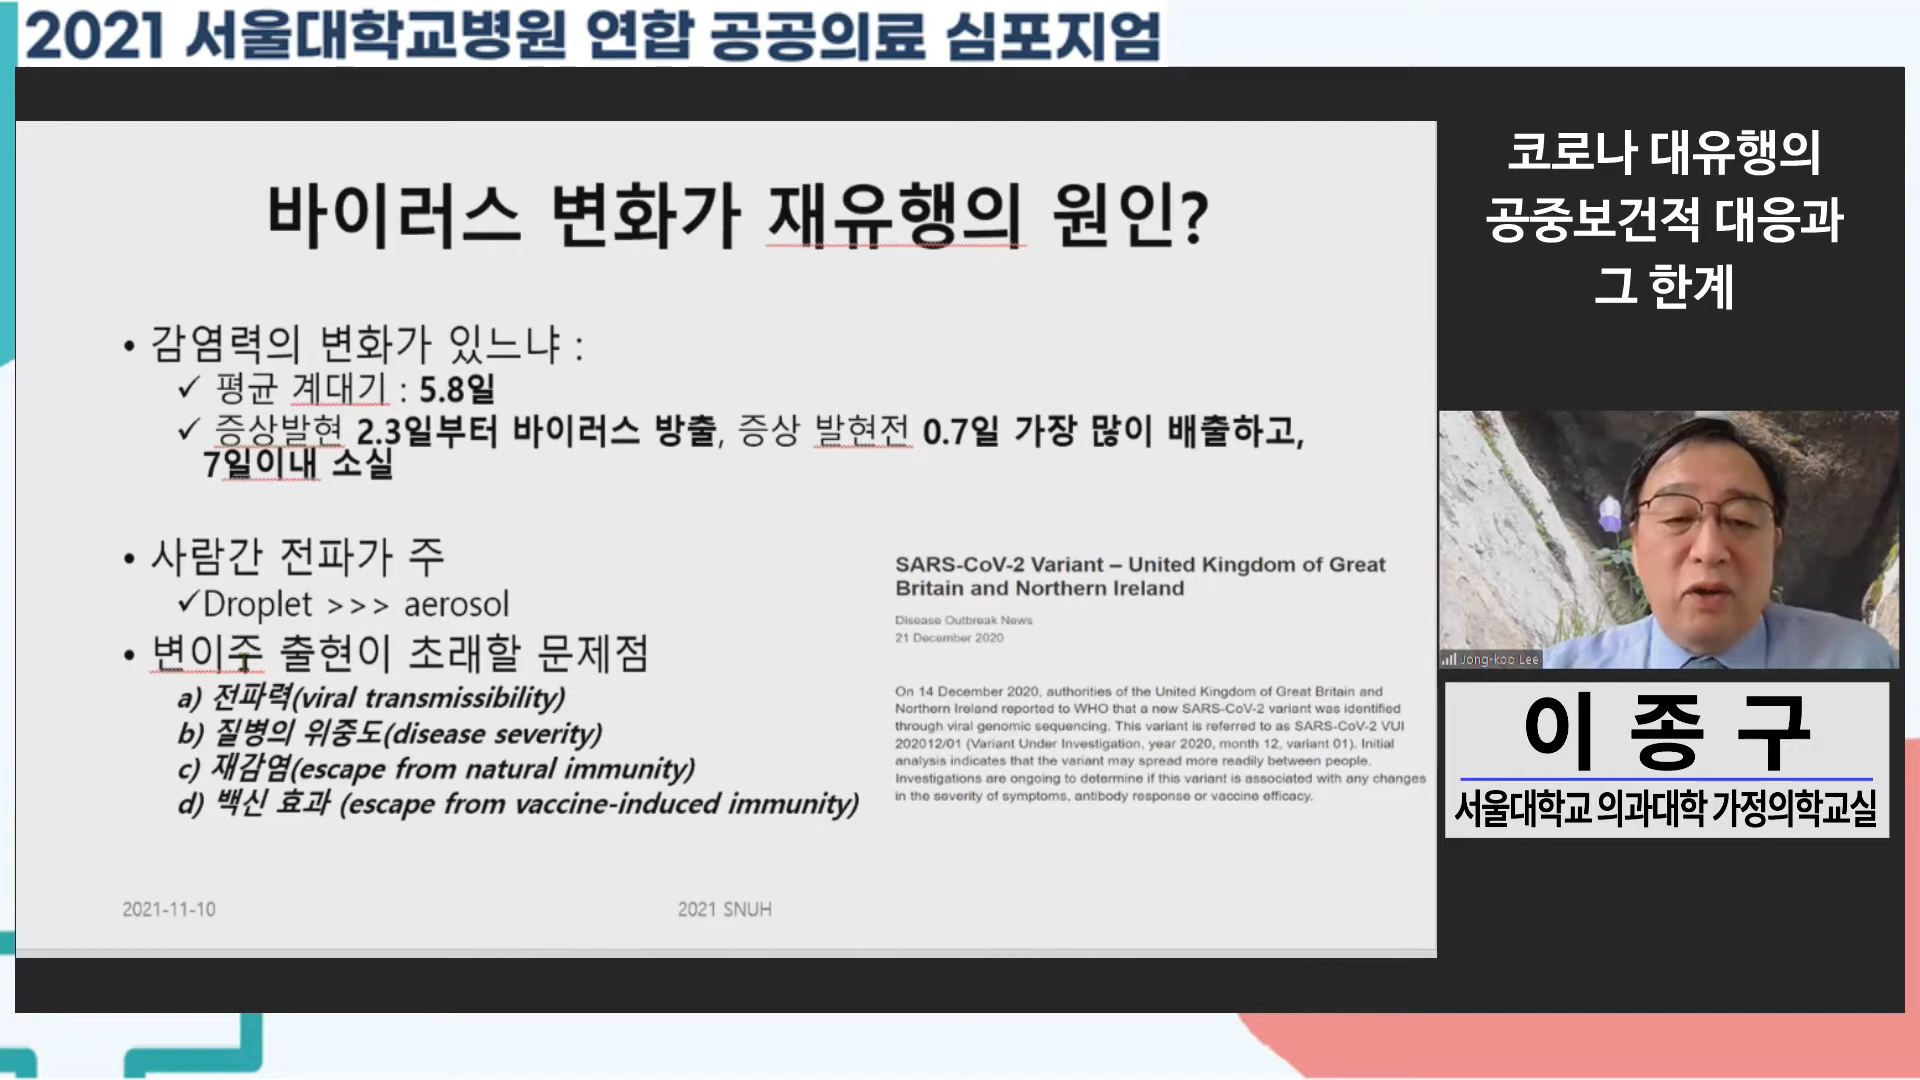 2021 서울대학교병원 연합 공공의료 심포지엄
바이러스 변화가 재유행의 원인?
• 감염력의 변화가 있느냐 :
✓ 평균 계대기 : 5.8일
✓ 증상발현 2.3일부터 바이러스 방출, 증상 발현전 0.7일 가장 많이 배출하고,
7일이내 소실
• 사람간 전파가 주
✓Droplet >>> aerosol
• 변이주 출현이 초래할 문제점
a) 전파력(viral transmissibility)
b) 질병의 위중도(disease severity)
c) 재감염(escape from natural immunity)
d) 백신 효과 (escape from vaccine-induced immunity)
SARS-CoV-2 Variant – United Kingdom of Great
Britain and Northern Ireland
Disease Outbreak News
21 December 2020
On 14 December 2020, authorities of the United Kingdom of Great Britain and
Northern Ireland reported to WHO that a new SARS-CoV-2 variant was identified
through viral genomic sequencing. This variant is referred to as SARS-CoV-2 VUI
202012/01 (Variant Under Investigation, year 2020, month 12, variant 01). Initial
analysis indicates that the variant may spread more readily between people.
Investigations are ongoing to determine if this variant is associated with any changes
in the severity of symptoms, antibody response or vaccine efficacy.
2021-11-10
2021 SNUH
코로나 대유행의
공중보건적 대응과
그 한계
Jong-koo Lee
이 종 구
서울대학교 의과대학 가정의학교실